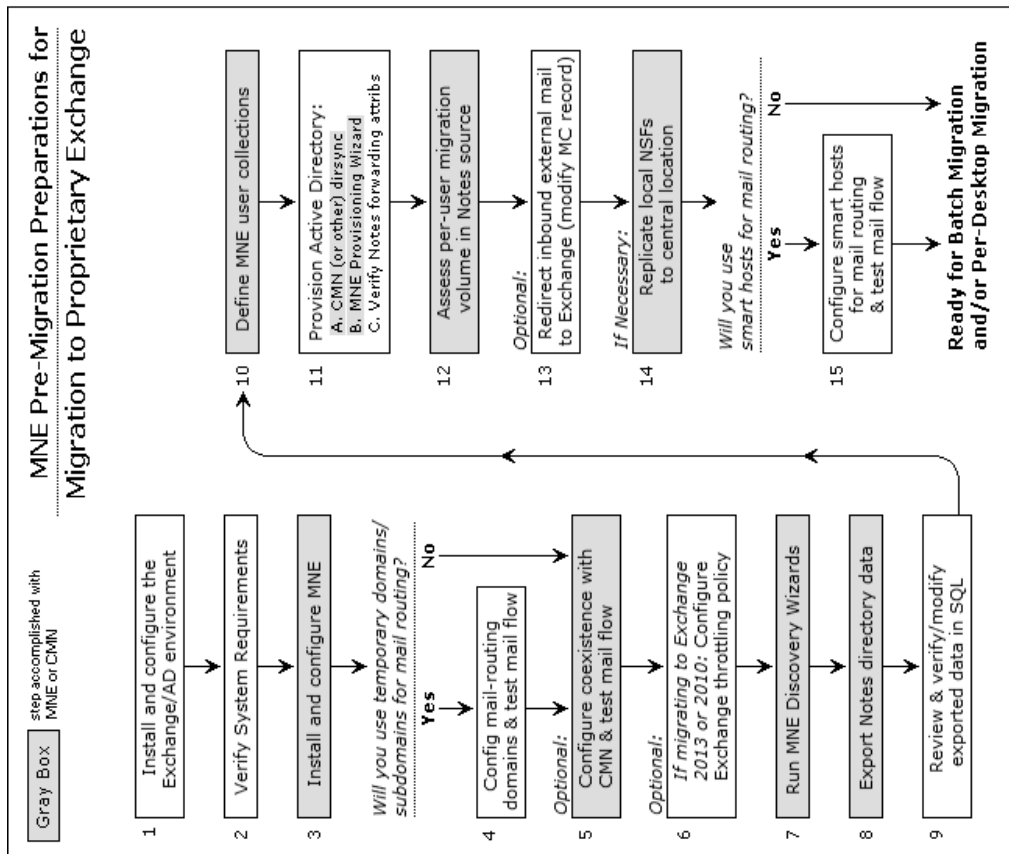 Gray Box
step accomplished with
MNE or CMN
MNE Pre-Migration Preparations for
Migration to Proprietary Exchange
1
Install and configure the
Exchange/AD environment
2
Verify System Requirements
3
Install and configure MNE
Will you use temporary domains/
subdomains for mail routing?
Yes
No
4
Config mail-routing
domains & test mail flow
Optional:
5
Configure coexistence with
CMN & test mail flow
Optional:
6
If migrating to Exchange
2013 or 2010: Configure
Exchange throttling policy
7
Run MNE Discovery Wizards
8
Export Notes directory data
9
Review & verify/modify
exported data in SQL
10
Define MNE user collections
11
Provision Active Directory:
A. CMN (or other) dirsync
B. MNE Provisioning Wizard
C. Verify Notes forwarding attribs
12
Assess per-user migration
volume in Notes source
Optional:
13
Redirect inbound external mail
to Exchange (modify MC record)
If Necessary:
14
Replicate local NSFs
to central location
Will you use
smart hosts for mail routing?
Yes
No
15
Configure smart hosts
for mail routing
& test mail flow
Ready for Batch Migration
and/or Per-Desktop Migration